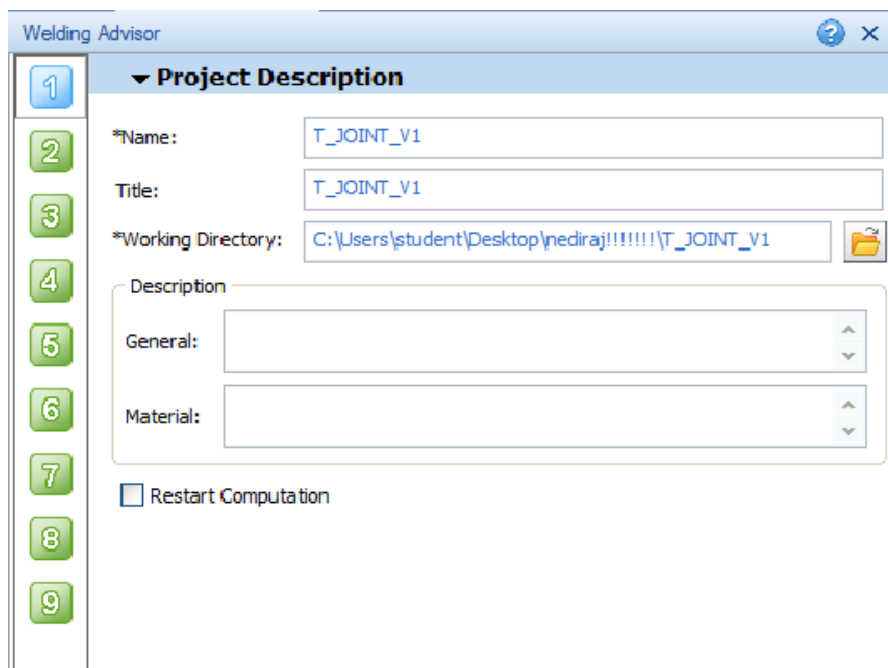 Welding Advisor
1
Project Description
2
*Name: T_JOINT_V1
Title: T_JOINT_V1
3
*Working Directory: C:\Users\student\Desktop\nediraj!!!!!!!\T_JOINT_V1
4
Description
5
General:
6
Material:
7
Restart Computation
8
9